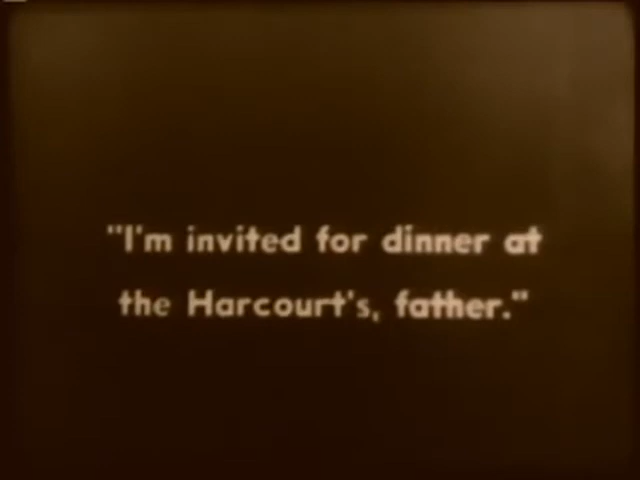 "I'm invited for dinner at
the Harcourt's, father."